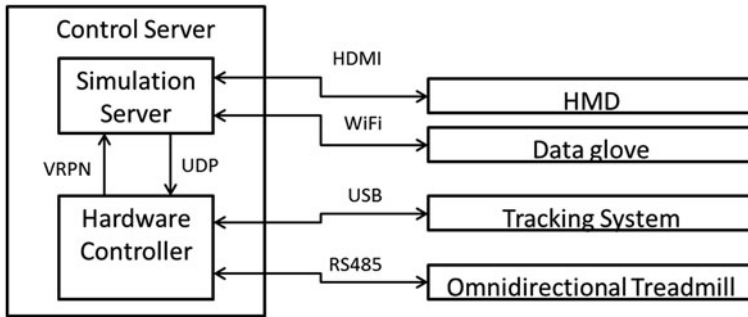 Control Server
HDMI
Simulation
Server
HMD
WiFi
Data glove
VRPN
UDP
USB
Hardware
Controller
Tracking System
RS485
Omnidirectional Treadmill